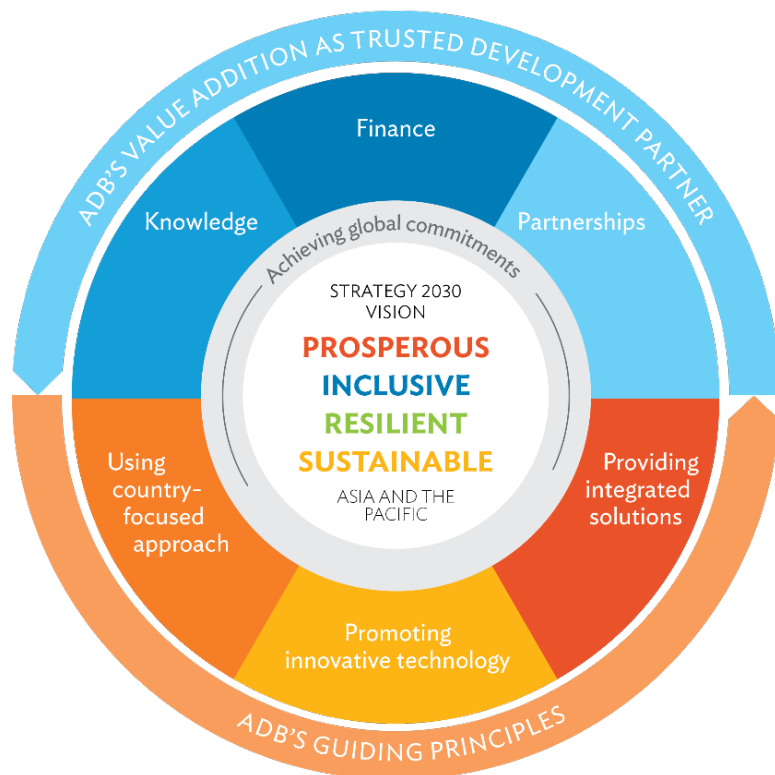 ADB'S VALUE ADDITION AS TRUSTED DEVELOPMENT PARTNER
Finance
Knowledge
Partnerships
Achieving global commitments
STRATEGY 2030
VISION
PROSPEROUS
INCLUSIVE
RESILIENT
SUSTAINABLE
ASIA AND THE
PACIFIC
Using
country-
focused
approach
Promoting
innovative technology
Providing
integrated
solutions
ADB'S GUIDING PRINCIPLES